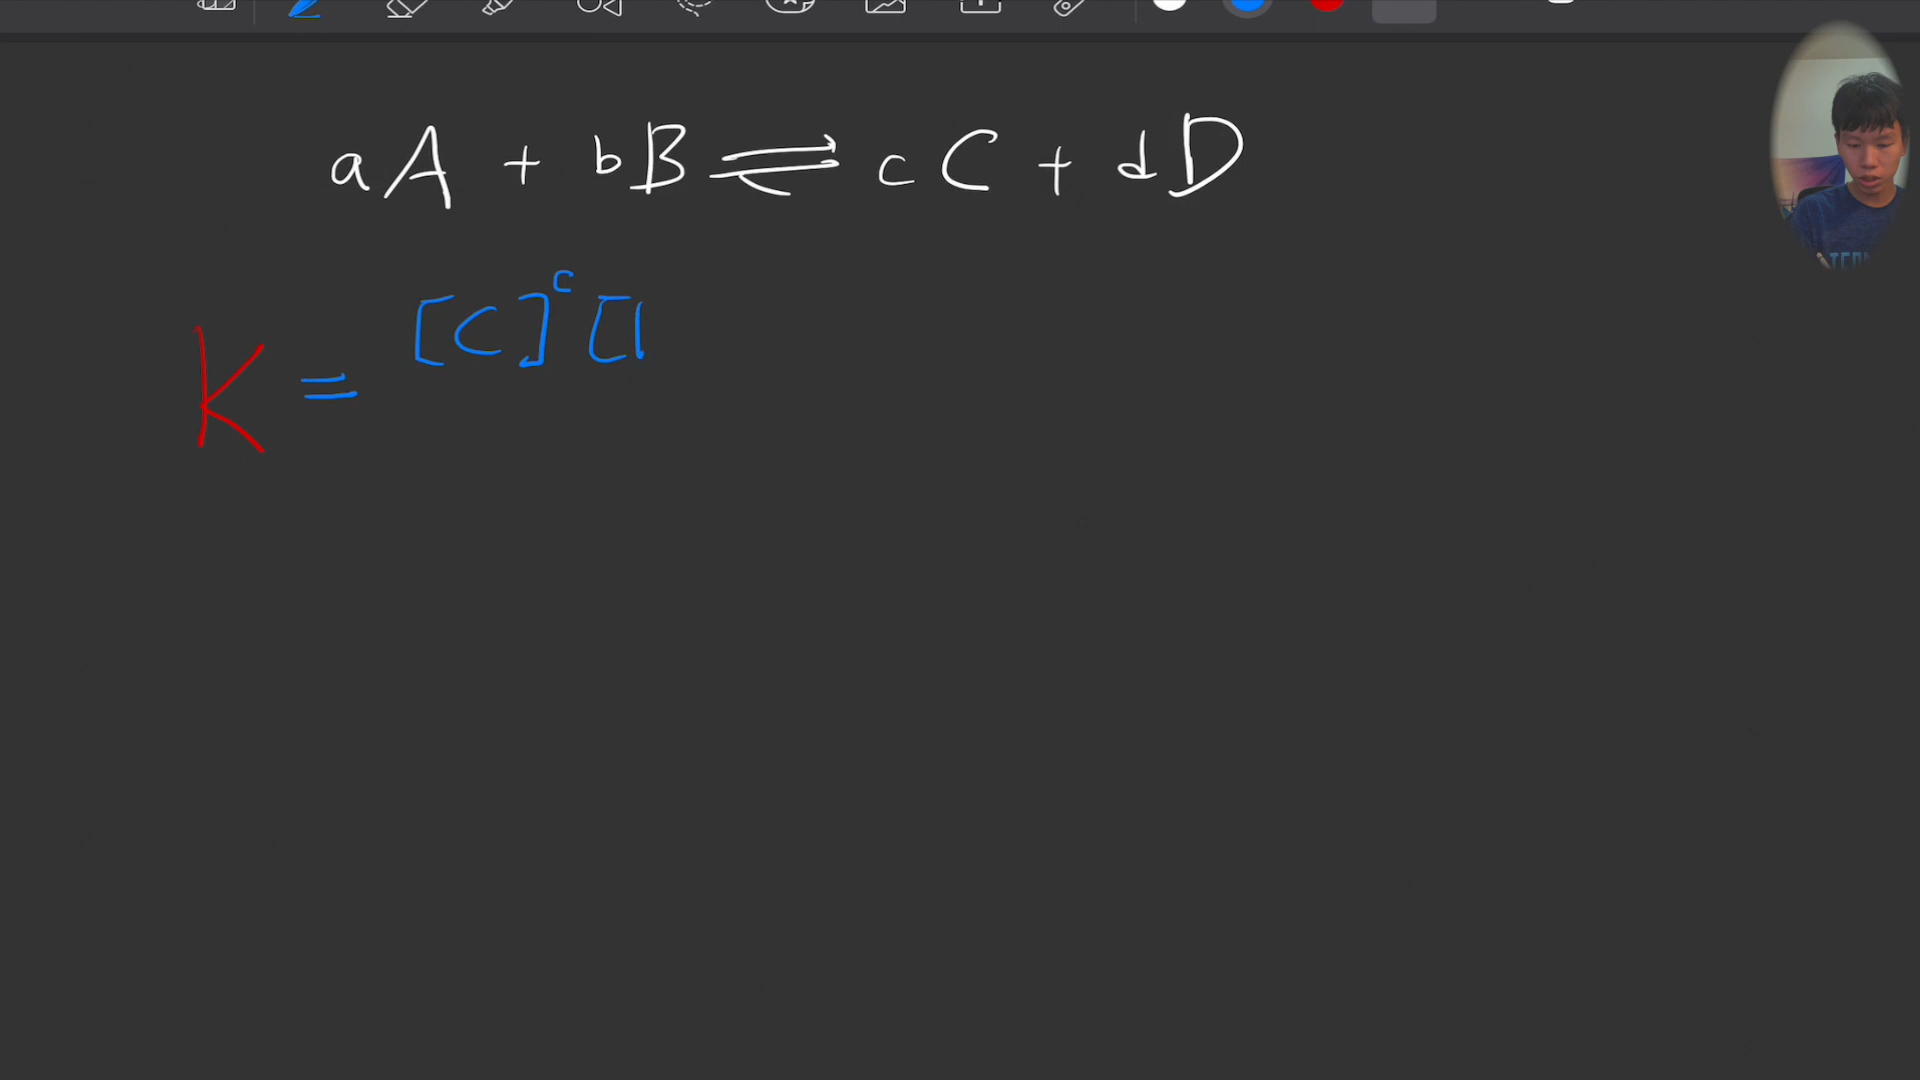 aA + bB ⇌ cC + dD
K = [C]^c [